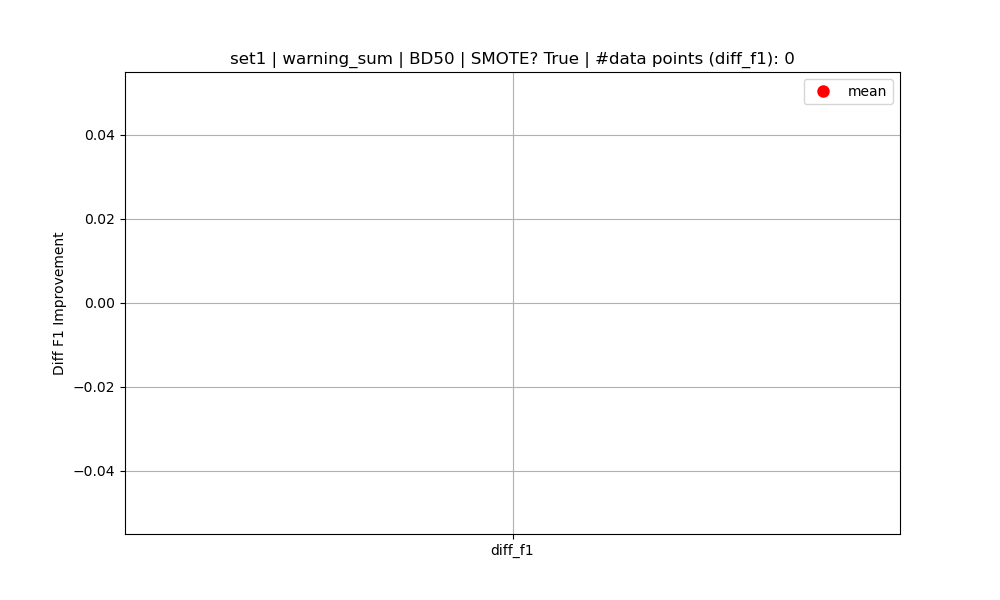 set1 | warning_sum | BD50 | SMOTE? True | #data points (diff_f1): 0
mean
0.04
0.02
0.00
−0.02
−0.04
Diff F1 Improvement
diff_f1